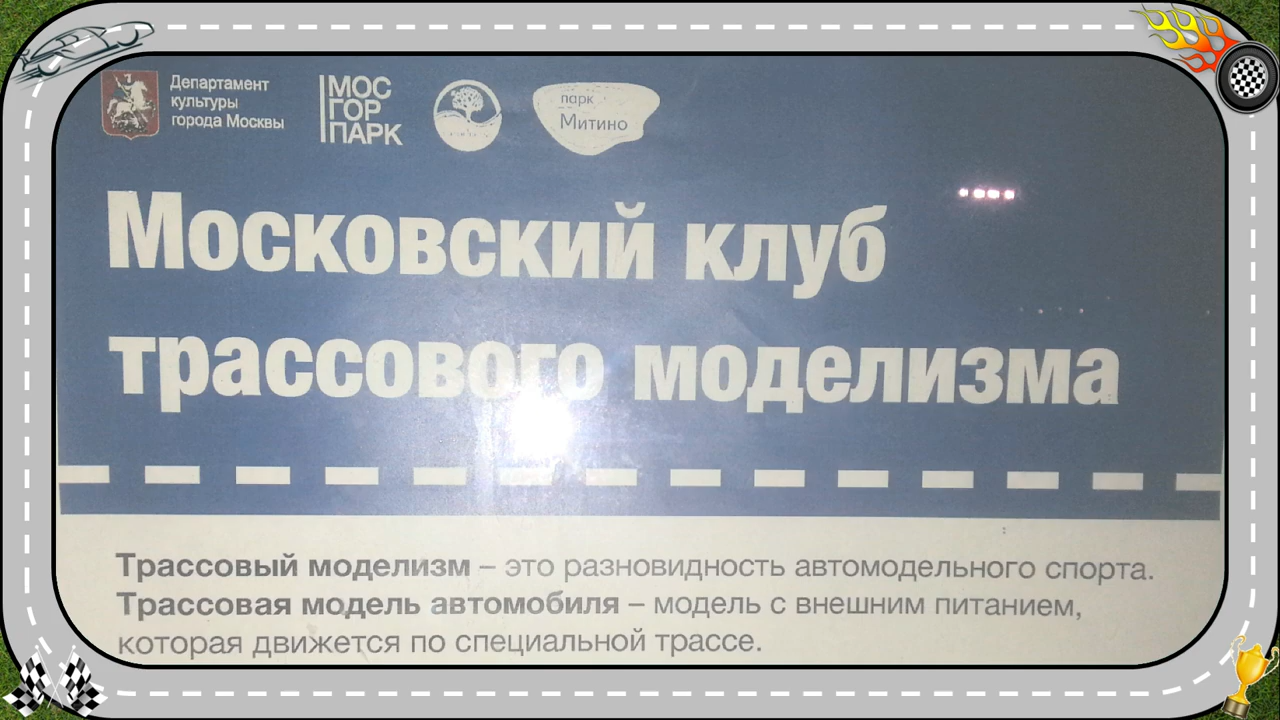 Департамент
культуры
города Москвы
МОС
ГОР
ПАРК
парк
Митино
Московский клуб
трассового моделизма
Трассовый моделизм – это разновидность автомодельного спорта.
Трассовая модель автомобиля – модель с внешним питанием,
которая движется по специальной трассе.